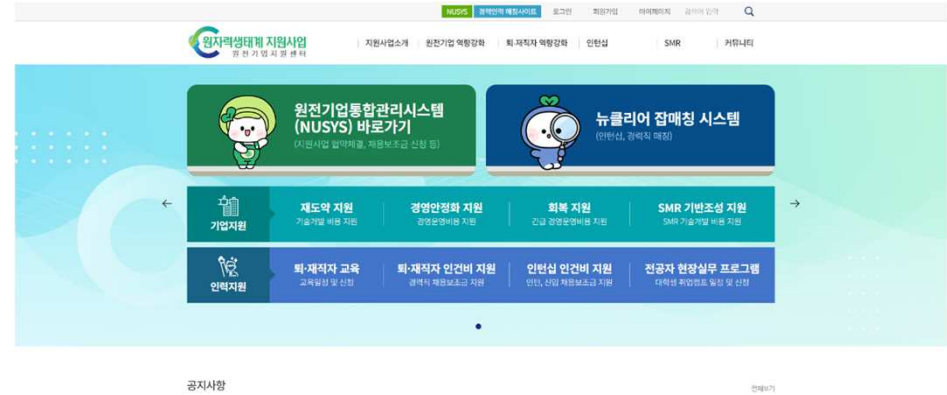 NUSYS
경력인력 매칭사이트
로그인
회원가입
마이페이지
검색어 입력
원자력생태계 지원사업
원전기업지원센터
지원사업소개
원전기업 역량강화
퇴·재직자 역량강화
인턴십
SMR
커뮤니티
원전기업통합관리시스템
(NUSYS) 바로가기
(지원사업 협약체결, 채용보조금 신청 등)
뉴클리어 잡매칭 시스템
(인턴십, 경력직 매칭)
기업지원
재도약 지원
기술개발 비용 지원
경영안정화 지원
경영운영비용 지원
회복 지원
긴급 경영운영비용 지원
SMR 기반조성 지원
SMR 기술개발 비용 지원
인력지원
퇴·재직자 교육
교육일정 및 신청
퇴·재직자 인건비 지원
경력직 채용보조금 지원
인턴십 인건비 지원
인턴, 신입 채용보조금 지원
전공자 현장실무 프로그램
대학생 취업캠프 일정 및 신청
공지사항
전체보기